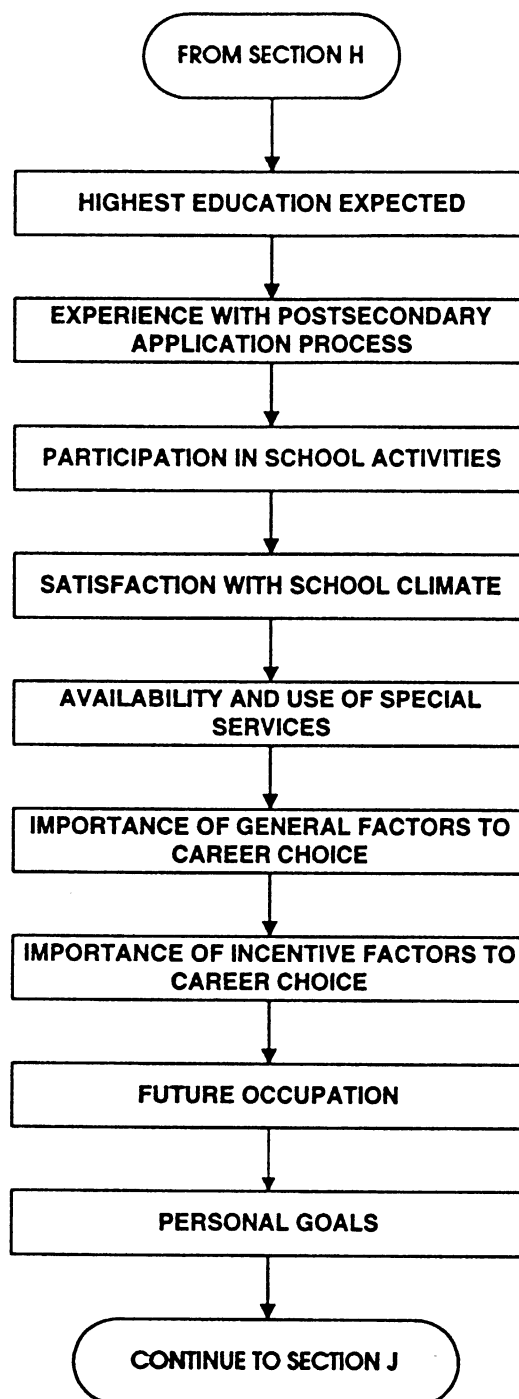 FROM SECTION H
HIGHEST EDUCATION EXPECTED
EXPERIENCE WITH POSTSECONDARY
APPLICATION PROCESS
PARTICIPATION IN SCHOOL ACTIVITIES
SATISFACTION WITH SCHOOL CLIMATE
AVAILABILITY AND USE OF SPECIAL
SERVICES
IMPORTANCE OF GENERAL FACTORS TO
CAREER CHOICE
IMPORTANCE OF INCENTIVE FACTORS TO
CAREER CHOICE
FUTURE OCCUPATION
PERSONAL GOALS
CONTINUE TO SECTION J